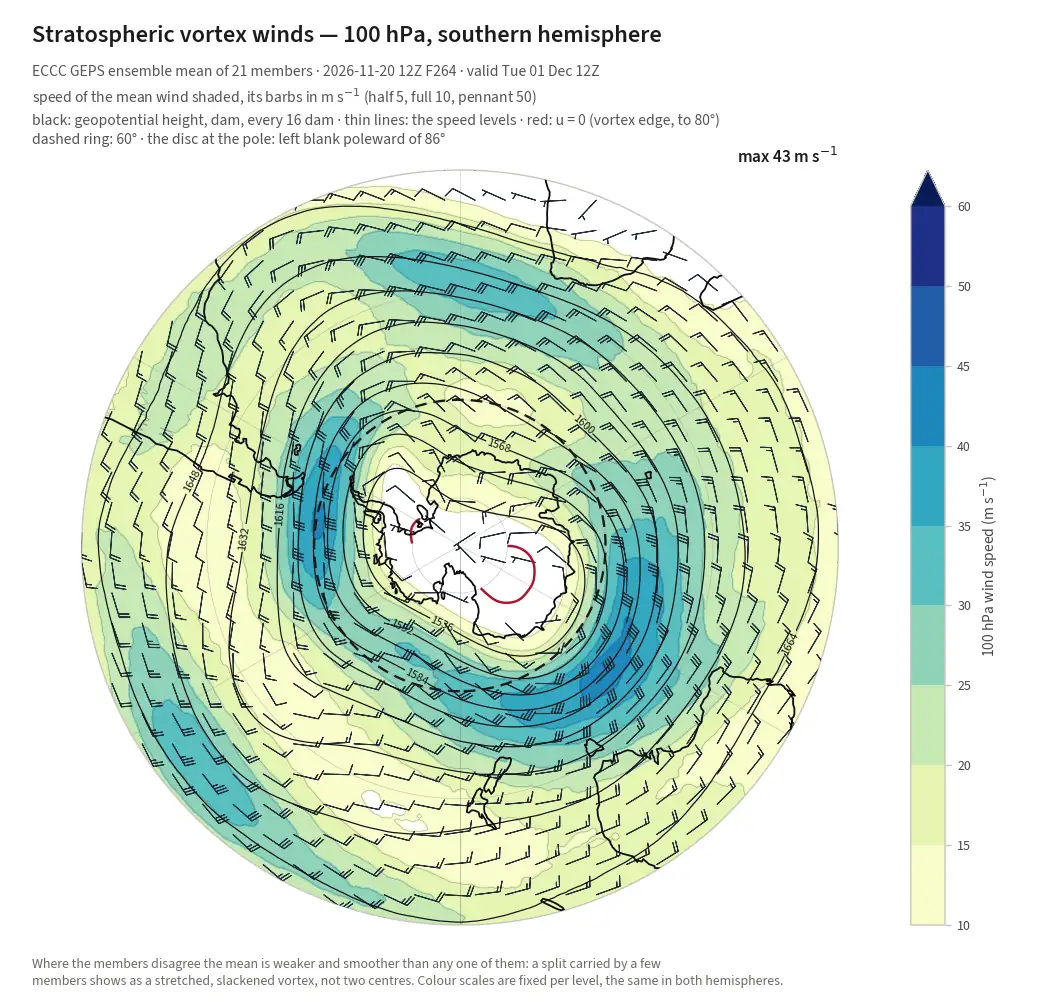 Stratospheric vortex winds — 100 hPa, southern hemisphere
ECCC GEPS ensemble mean of 21 members · 2026-11-20 12Z F264 · valid Tue 01 Dec 12Z
speed of the mean wind shaded, its barbs in m s⁻¹ (half 5, full 10, pennant 50)
black: geopotential height, dam, every 16 dam · thin lines: the speed levels · red: u = 0 (vortex edge, to 80°)
dashed ring: 60° · the disc at the pole: left blank poleward of 86°
max 43 m s⁻¹
60
50
45
40
35
30
25
20
15
10
100 hPa wind speed (m s⁻¹)
1600
1568
1648
1616
1632
1536
1584
1664
Where the members disagree the mean is weaker and smoother than any one of them: a split carried by a few
members shows as a stretched, slackened vortex, not two centres. Colour scales are fixed per level, the same in both hemispheres.